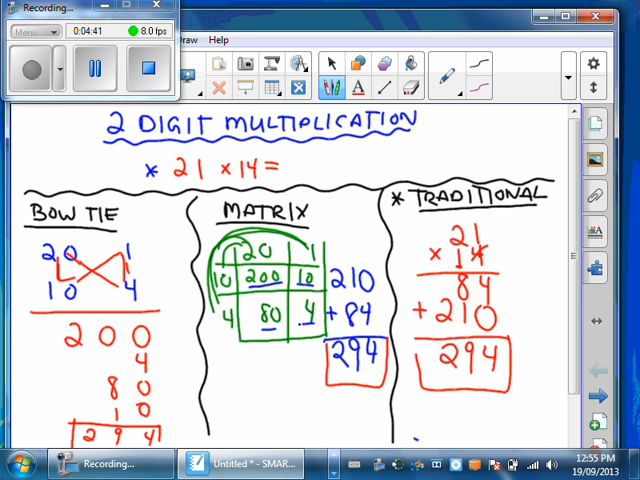 Recording...
Menu
0:04:41
8.0 fps
Draw
Help
2 DIGIT MULTIPLICATION
* 21 × 14 =
BOW TIE
20 1
10 4
200
4
80
10
294
MATRIX
20 1
10 200 10
4 80 4
210
+ 84
294
* TRADITIONAL
21
× 14
84
+ 210
294
Recording...
Untitled * - SMAR...
12:55 PM
19/09/2013